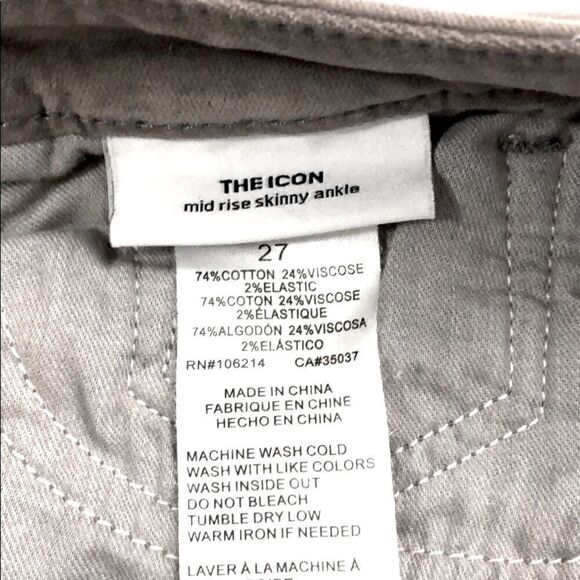 THE ICON
mid rise skinny ankle
27
74%COTTON 24%VISCOSE
2%ELASTIC
74%COTON 24%VISCOSE
2%ÉLASTIQUE
74%ALGODÓN 24%VISCOSA
2%ELÁSTICO
RN#106214 CA#35037
MADE IN CHINA
FABRIQUE EN CHINE
HECHO EN CHINA
MACHINE WASH COLD
WASH WITH LIKE COLORS
WASH INSIDE OUT
DO NOT BLEACH
TUMBLE DRY LOW
WARM IRON IF NEEDED
LAVER À LA MACHINE À